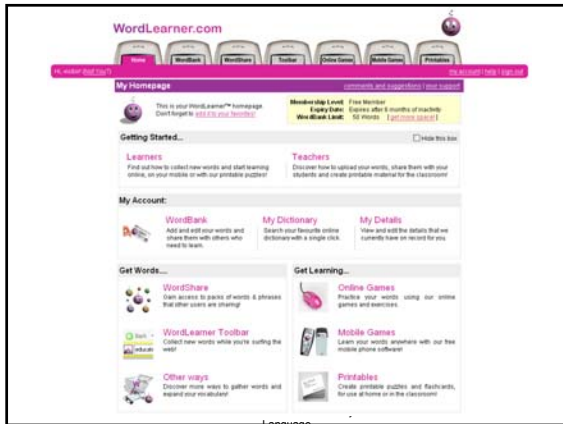 WordLearner.com
Home
WordBank
WordShare
Toolbar
Online Games
Mobile Games
Printables
(Not You?)
my account | help | sign out
My Homepage
comments and suggestions | your support
This is your WordLearner™ homepage
Don't forget to add it to your favorites!
Membership Level: Free Member
Expiry Date: Expires after 6 months of inactivity
WordBank Limit: 50 Words [ get more space! ]
Getting Started...
Hide this box
Learners
Find out how to collect new words and start learning
online, on your mobile or with our printable puzzles!
Teachers
Discover how to upload your words, share them with your
students and create printable material for the classroom!
My Account:
WordBank
Add and edit your words and
share them with others who
need to learn.
My Dictionary
Search your favourite online
dictionary with a single click.
My Details
View and edit the details that we
currently have on record for you.
Get Words....
WordShare
Gain access to packs of words & phrases
that other users are sharing!
WordLearner Toolbar
Collect new words while you're surfing the
web!
Other ways
Discover more ways to gather words and
expand your vocabulary!
Get Learning...
Online Games
Practice your words using our online
games and exercises.
Mobile Games
Learn your words anywhere with our free
mobile phone software!
Printables
Create printable puzzles and flashcards,
for use at home or in the classroom!
Language